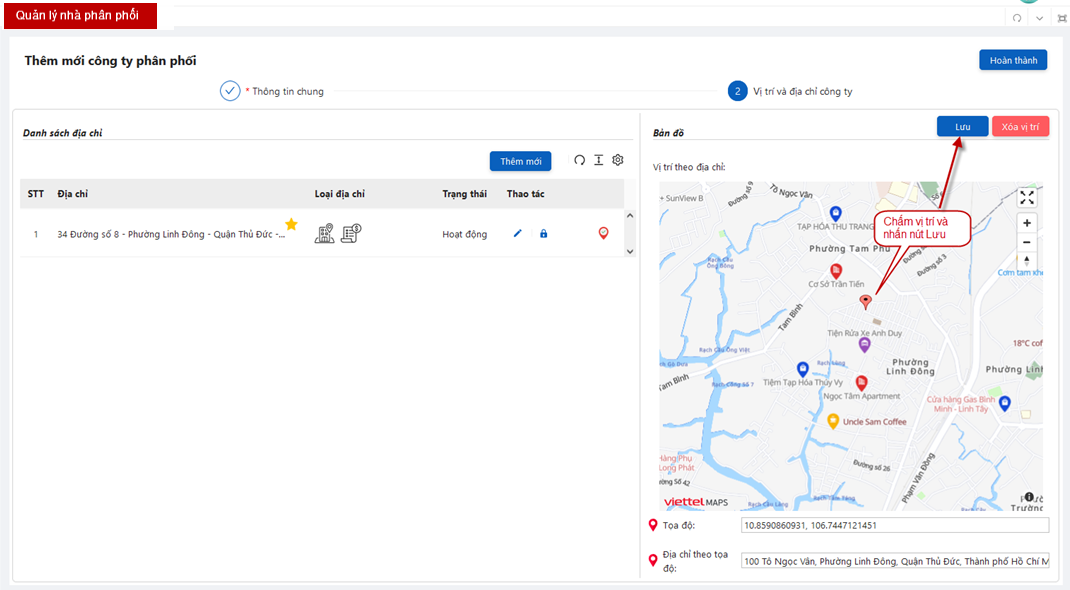 Quản lý nhà phân phối
Thêm mới công ty phân phối
Hoàn thành
* Thông tin chung
2 Vị trí và địa chỉ công ty
Danh sách địa chỉ
Thêm mới
STT Địa chỉ Loại địa chỉ Trạng thái Thao tác
1 34 Đường số 8 - Phường Linh Đông - Quận Thủ Đức -... Hoạt động
Bản đồ
Lưu
Xóa vị trí
Vị trí theo địa chỉ:
SunView B
Đường số 9
Tô Ngọc Vân
TẠP HÓA THU TRANG
Chấm vị trí và
nhấn nút Lưu
Phường Tam Phú
Đường số 3
Rạch Cầu
Ông Bông
Cơm tấm
Cơ Sở Trần Tiến
Tam Bình
Tiện Rửa Xe Anh Duy
18°C cof
Rạch Cầu Ông Việt
Phường
Linh Đông
Phường Linh
Tam Bình
Rạch Công Số 7
Tiệm Tạp Hóa Thúy Vy
Ngọc Tâm Apartment
Cửa hàng Gas Bình
Minh - Linh Tây
Uncle Sam Coffee
Hàng Phụ
Long Phát
Đường số 26
Phạm Văn Đồng
Rạch Cầu Làng
viettel MAPS
Tọa độ:
10.8590860931, 106.7447121451
Địa chỉ theo tọa
độ:
100 Tô Ngọc Vân, Phường Linh Đông, Quận Thủ Đức, Thành phố Hồ Chí M